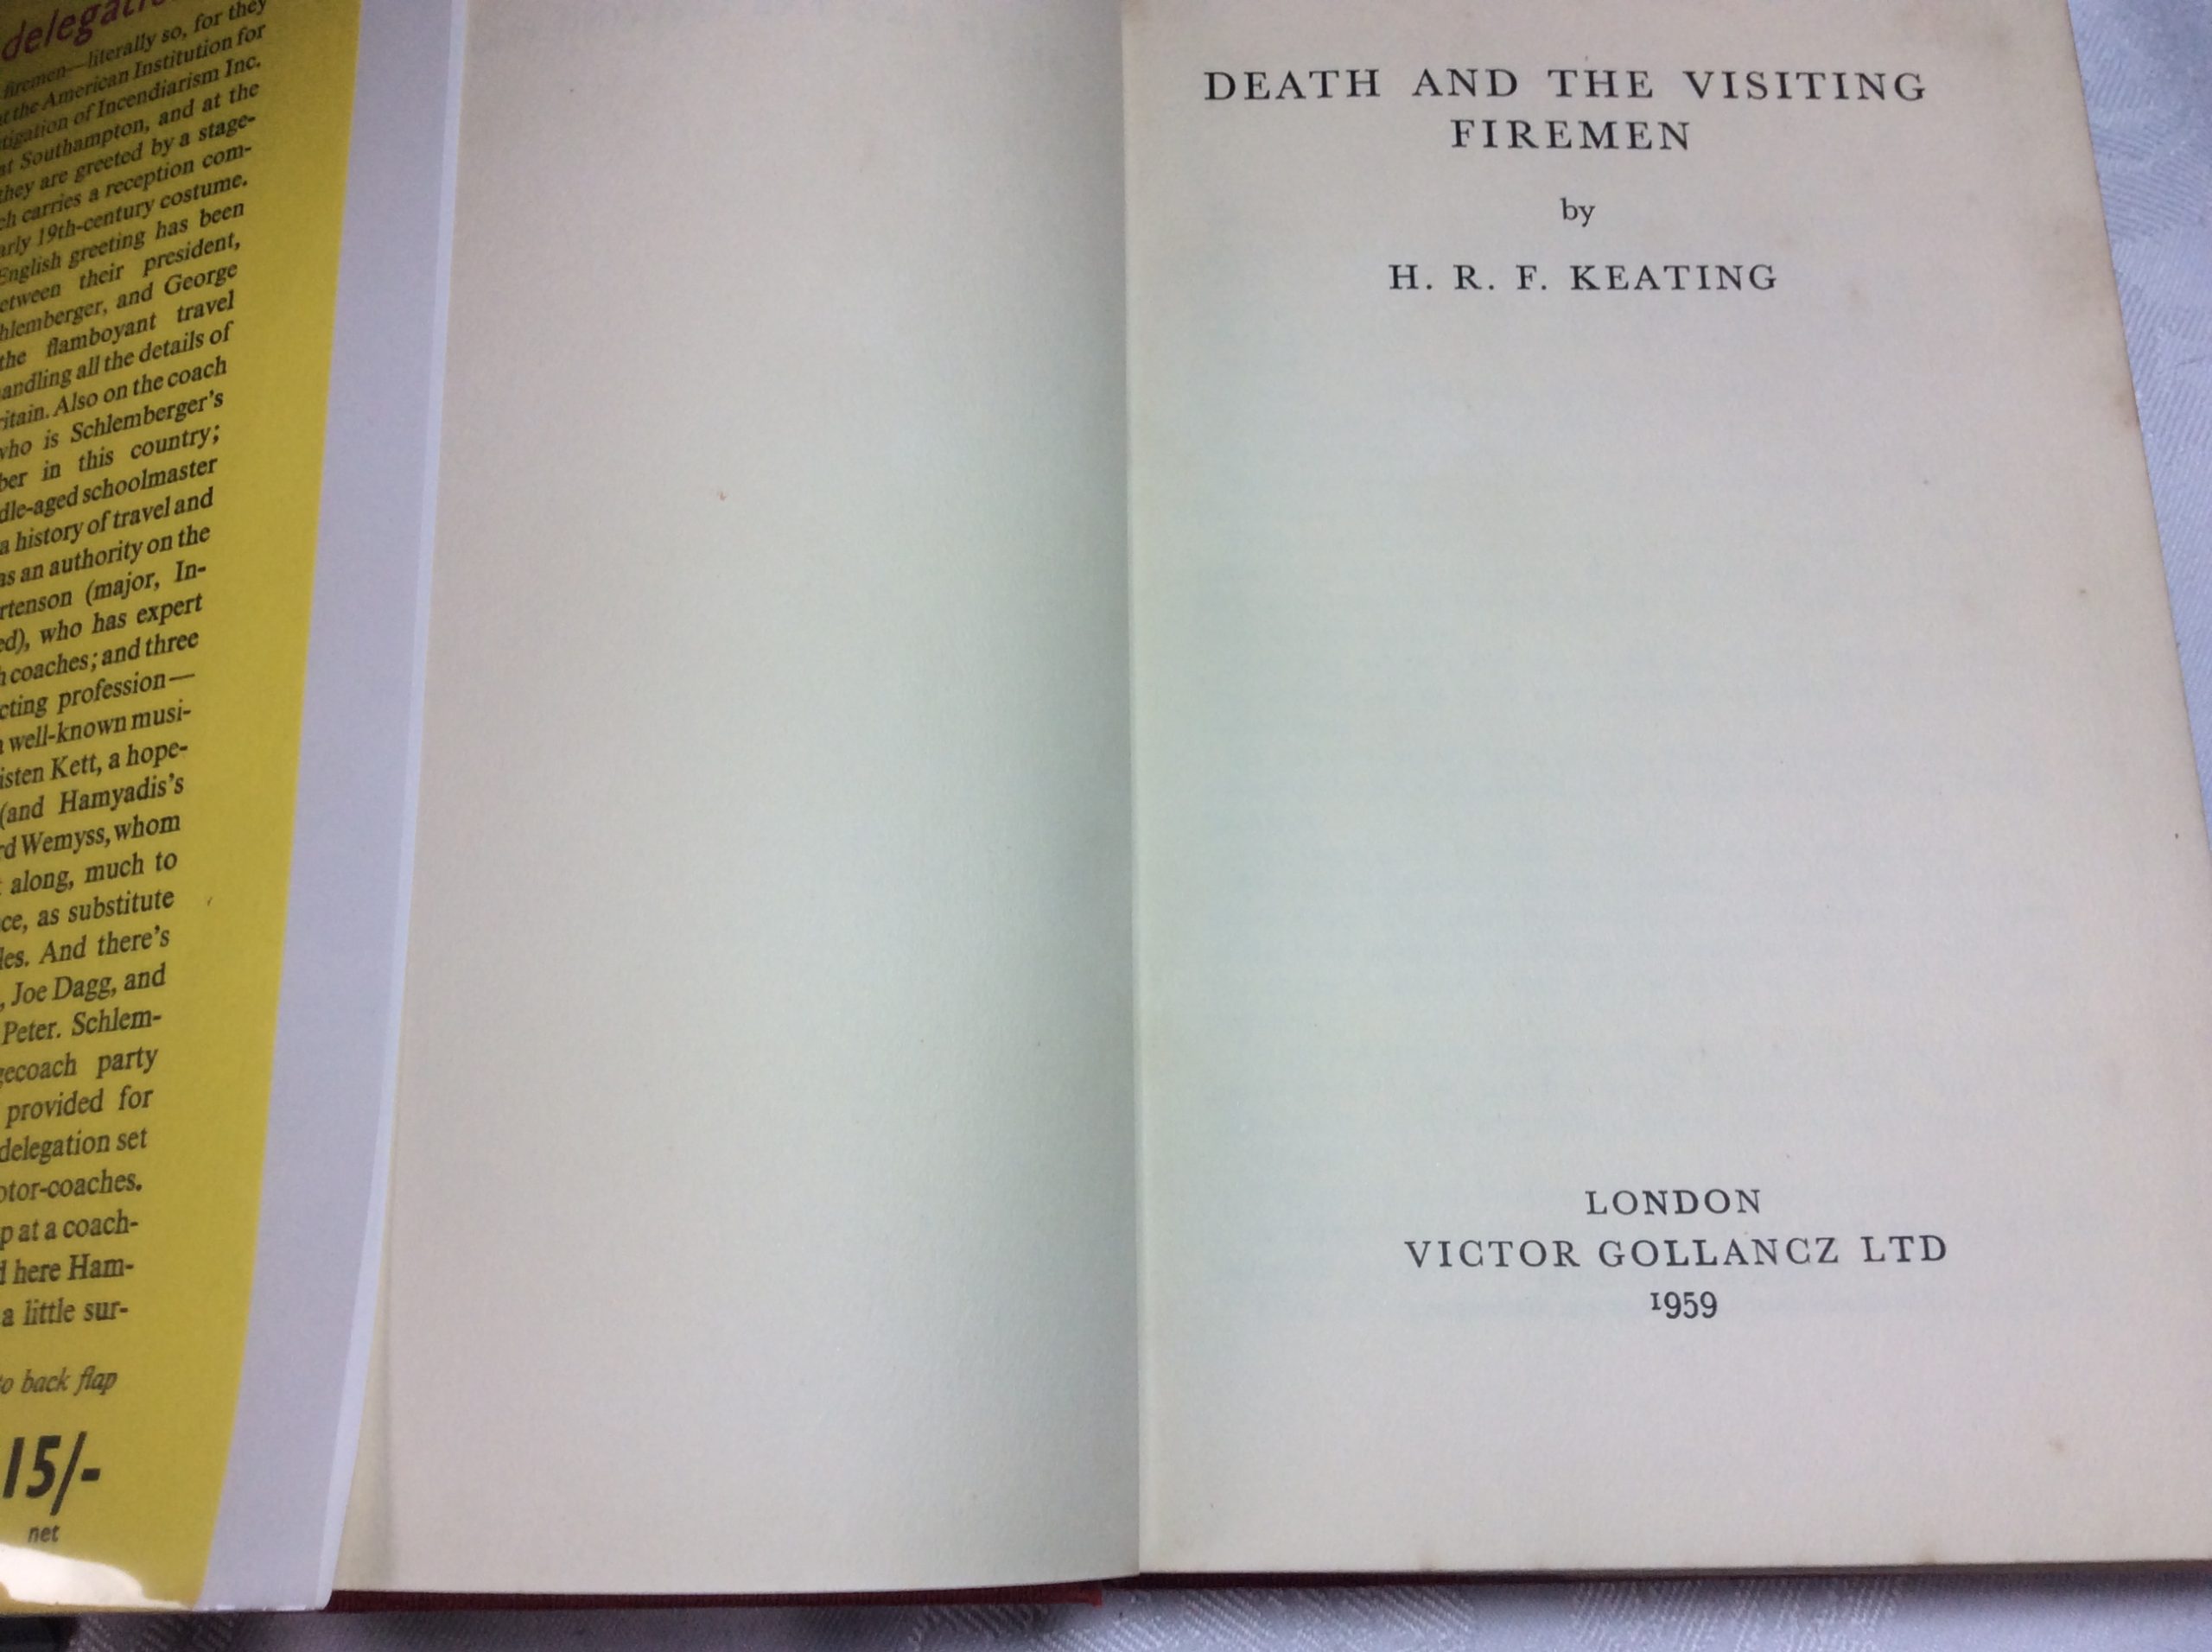 delegati
firemen—literally so, for they
the American Institution for
tigation of Incendiarism Inc.
at Southampton, and at the
they are greeted by a stage-
ch carries a reception com-
arly 19th-century costume.
English greeting has been
etween their president,
hlemberger, and George
the flamboyant travel
andling all the details of
ritain. Also on the coach
who is Schlemberger's
ber in this country;
dle-aged schoolmaster
a history of travel and
as an authority on the
rtenson (major, In-
ed), who has expert
h coaches; and three
cting profession—
a well-known musi-
isten Kett, a hope-
(and Hamyadis's
rd Wemyss, whom
t along, much to
ce, as substitute
les. And there's
, Joe Dagg, and
Peter. Schlem-
gecoach party
provided for
delegation set
otor-coaches.
p at a coach-
d here Ham-
a little sur-
to back flap
15/-
net
DEATH AND THE VISITING
FIREMEN
by
H. R. F. KEATING
LONDON
VICTOR GOLLANCZ LTD
1959